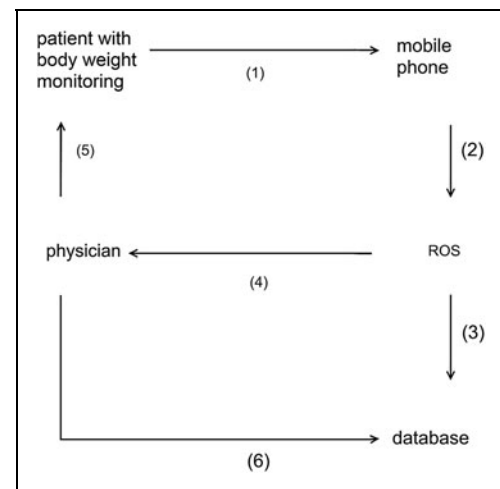 patient with
body weight
monitoring
(1)
mobile
phone
(5)
(2)
physician
(4)
ROS
(3)
database
(6)